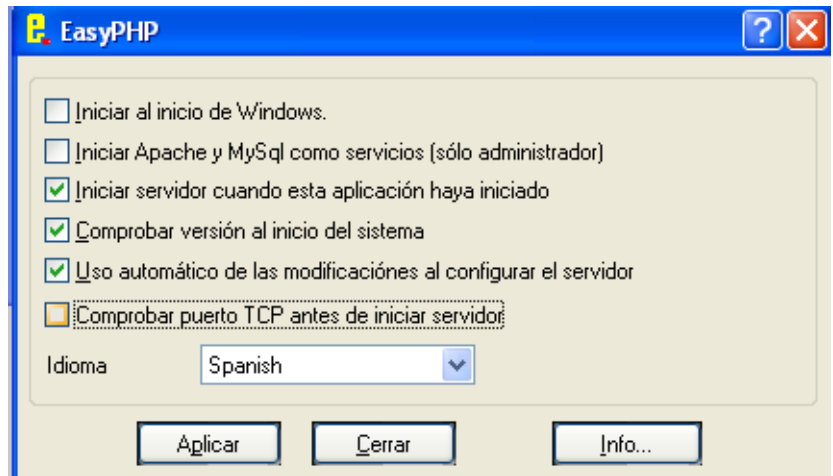 EasyPHP
Iniciar al inicio de Windows.
Iniciar Apache y MySql como servicios (sólo administrador)
Iniciar servidor cuando esta aplicación haya iniciado
Comprobar versión al inicio del sistema
Uso automático de las modificaciónes al configurar el servidor
Comprobar puerto TCP antes de iniciar servidor
Idioma Spanish
Aplicar Cerrar Info...